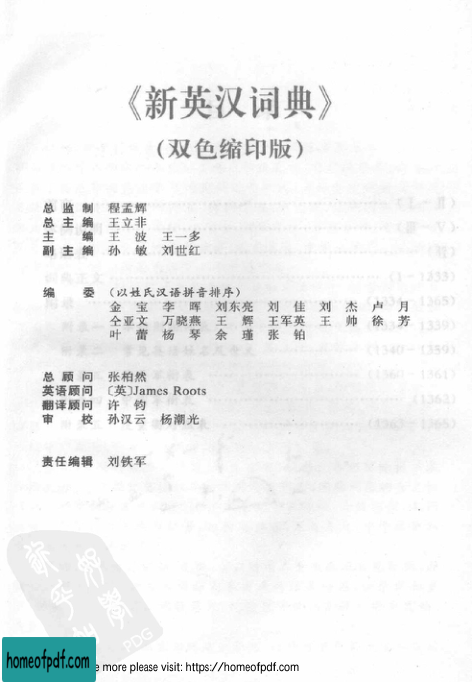 《新英汉词典》
(双色缩印版)
总监制 程孟辉
总主编 王立非
主编 王波 王一多
副主编 孙敏 刘世红
编委 (以姓氏汉语拼音排序)
金宝 李晖 刘东亮 刘佳 刘杰 卢月
仝亚文 万晓燕 王辉 王军英 王帅 徐芳
叶蕾 杨琴 余瑾 张铂
总顾问 张柏然
英语顾问 〔英〕James Roots
翻译顾问 许钧
审校 孙汉云 杨潮光
责任编辑 刘铁军
PDG
homeofpdf.com
e more please visit: https://homeofpdf.com